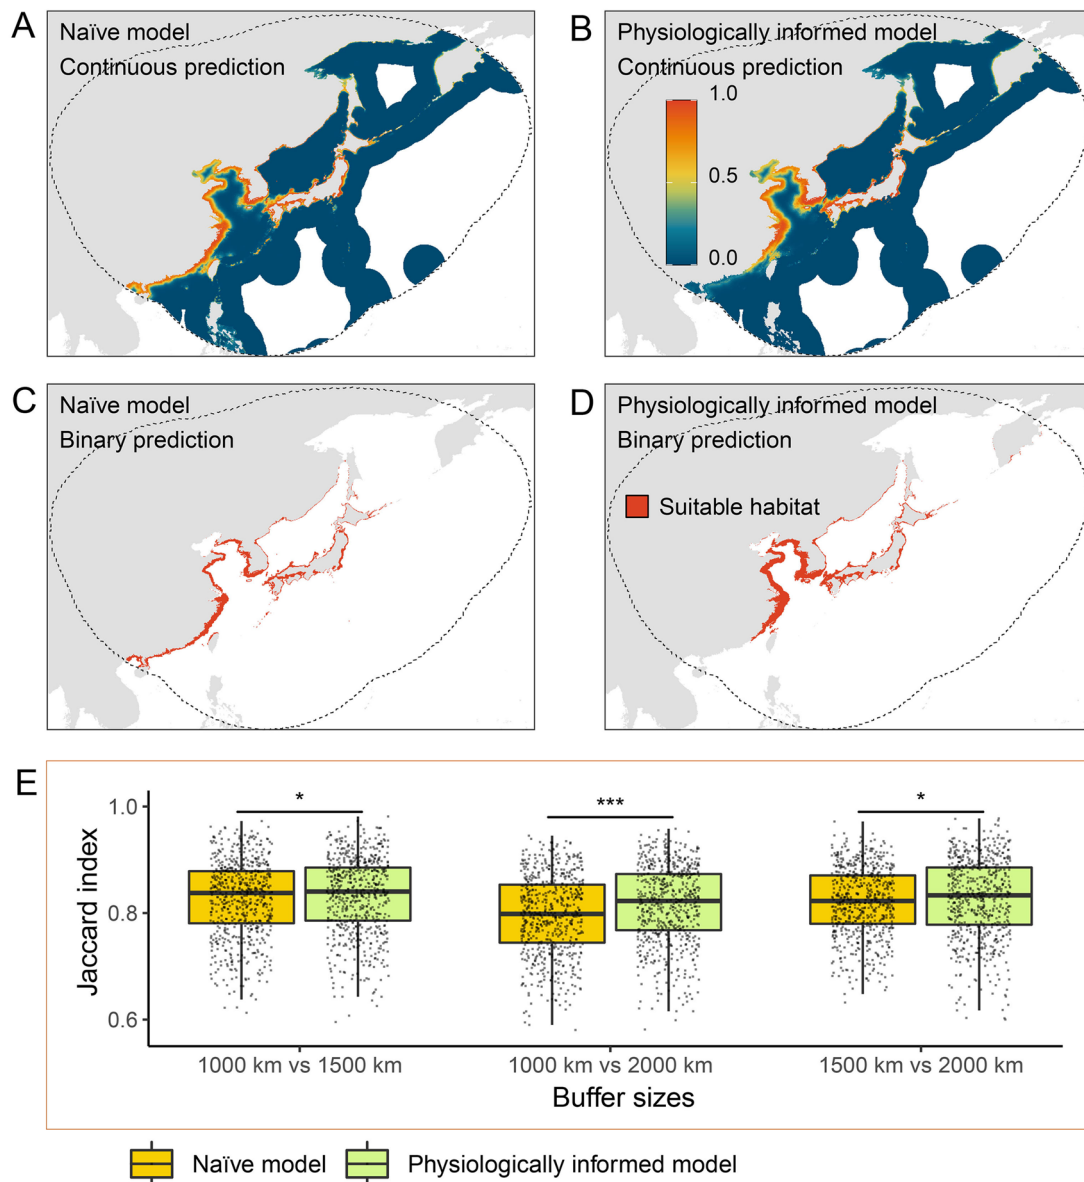 A
Naïve model
Continuous prediction
B
Physiologically informed model
Continuous prediction
1.0
0.5
0.0
C
Naïve model
Binary prediction
D
Physiologically informed model
Binary prediction
Suitable habitat
E
Jaccard index
1.0
0.8
0.6
*
***
*
1000 km vs 1500 km
1000 km vs 2000 km
1500 km vs 2000 km
Buffer sizes
Naïve model
Physiologically informed model